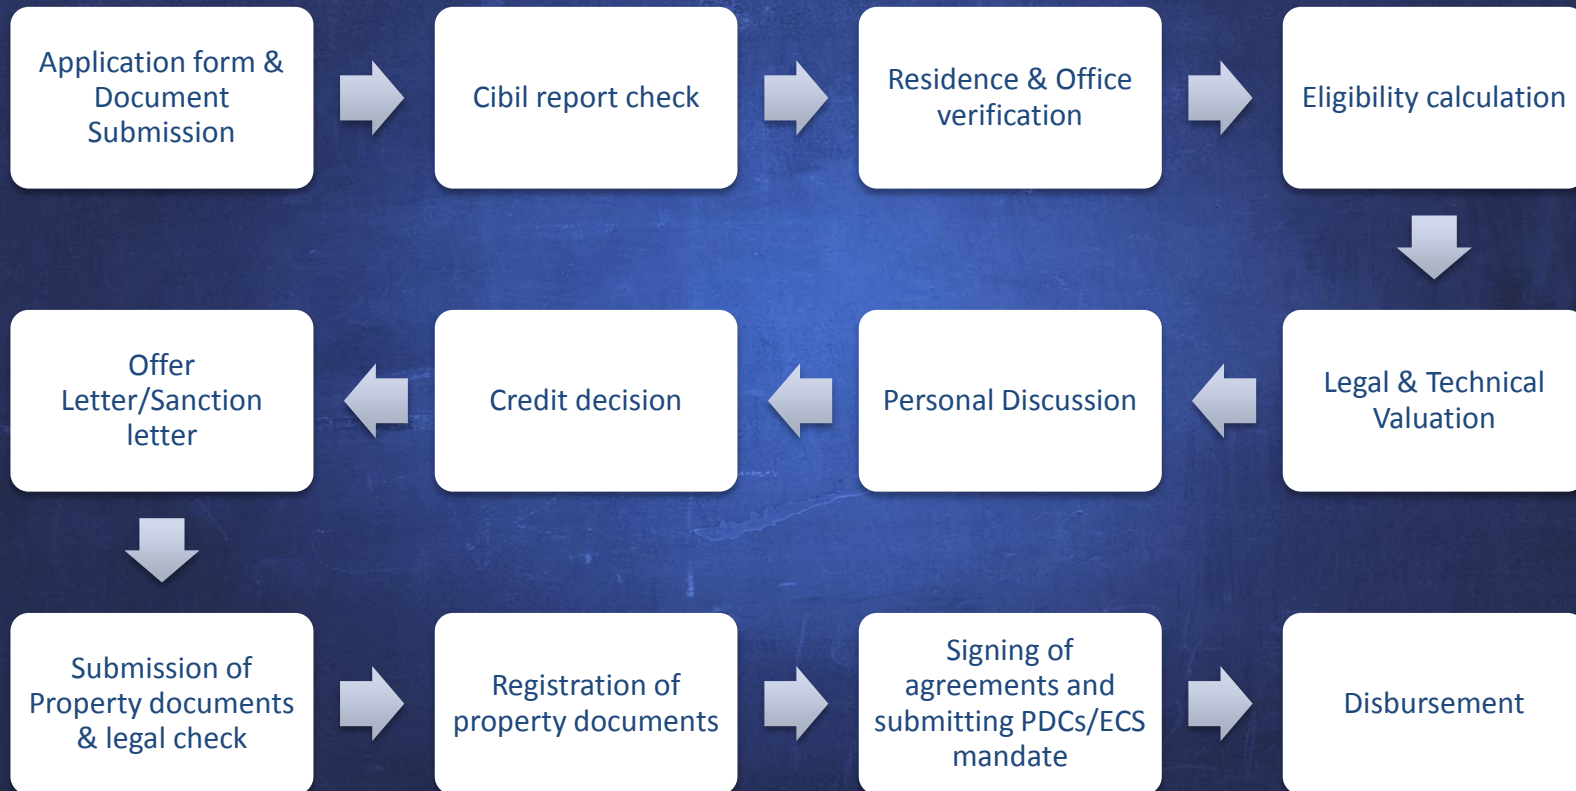 Application form &
Document
Submission
Cibil report check
Residence & Office
verification
Eligibility calculation
Legal & Technical
Valuation
Personal Discussion
Credit decision
Offer
Letter/Sanction
letter
Submission of
Property documents
& legal check
Registration of
property documents
Signing of
agreements and
submitting PDCs/ECS
mandate
Disbursement